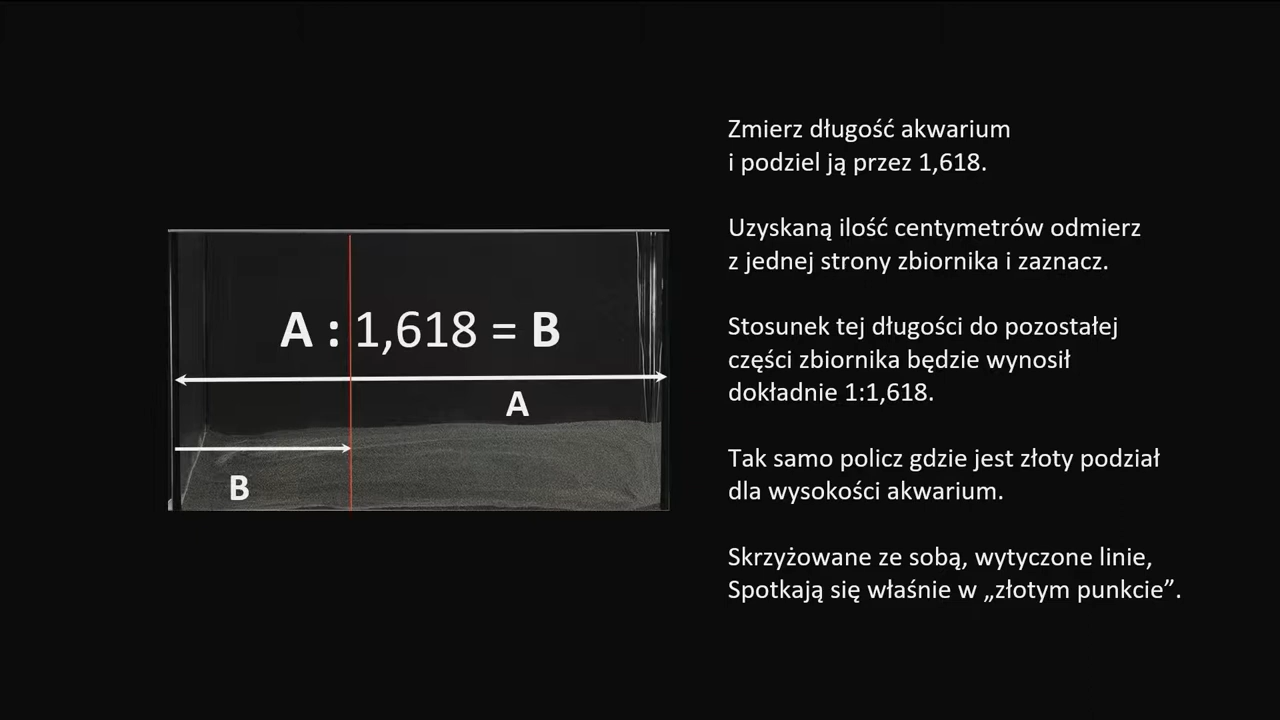 A : 1,618 = B
A
B
Zmierz długość akwarium
i podziel ją przez 1,618.
Uzyskaną ilość centymetrów odmierz
z jednej strony zbiornika i zaznacz.
Stosunek tej długości do pozostałej
części zbiornika będzie wynosił
dokładnie 1:1,618.
Tak samo policz gdzie jest złoty podział
dla wysokości akwarium.
Skrzyżowane ze sobą, wytyczone linie,
Spotkają się właśnie w „złotym punkcie”.